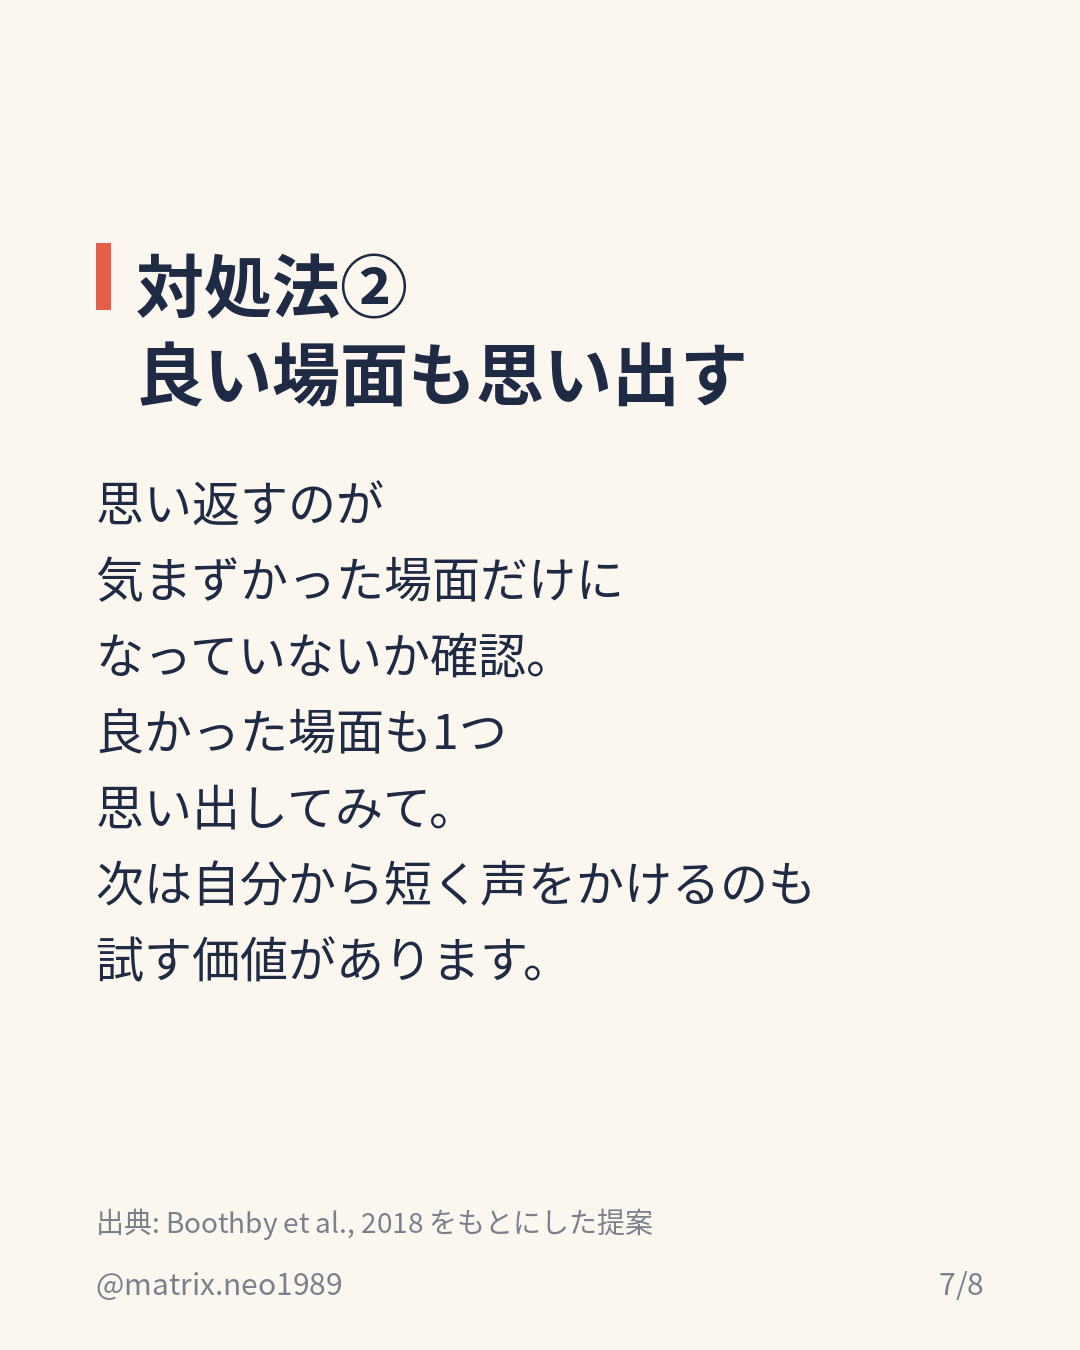 対処法②
良い場面も思い出す
思い返すのが
気まずかった場面だけに
なっていないか確認。
良かった場面も1つ
思い出してみて。
次は自分から短く声をかけるのも
試す価値があります。
出典: Boothby et al., 2018 をもとにした提案
@matrix.neo1989
7/8